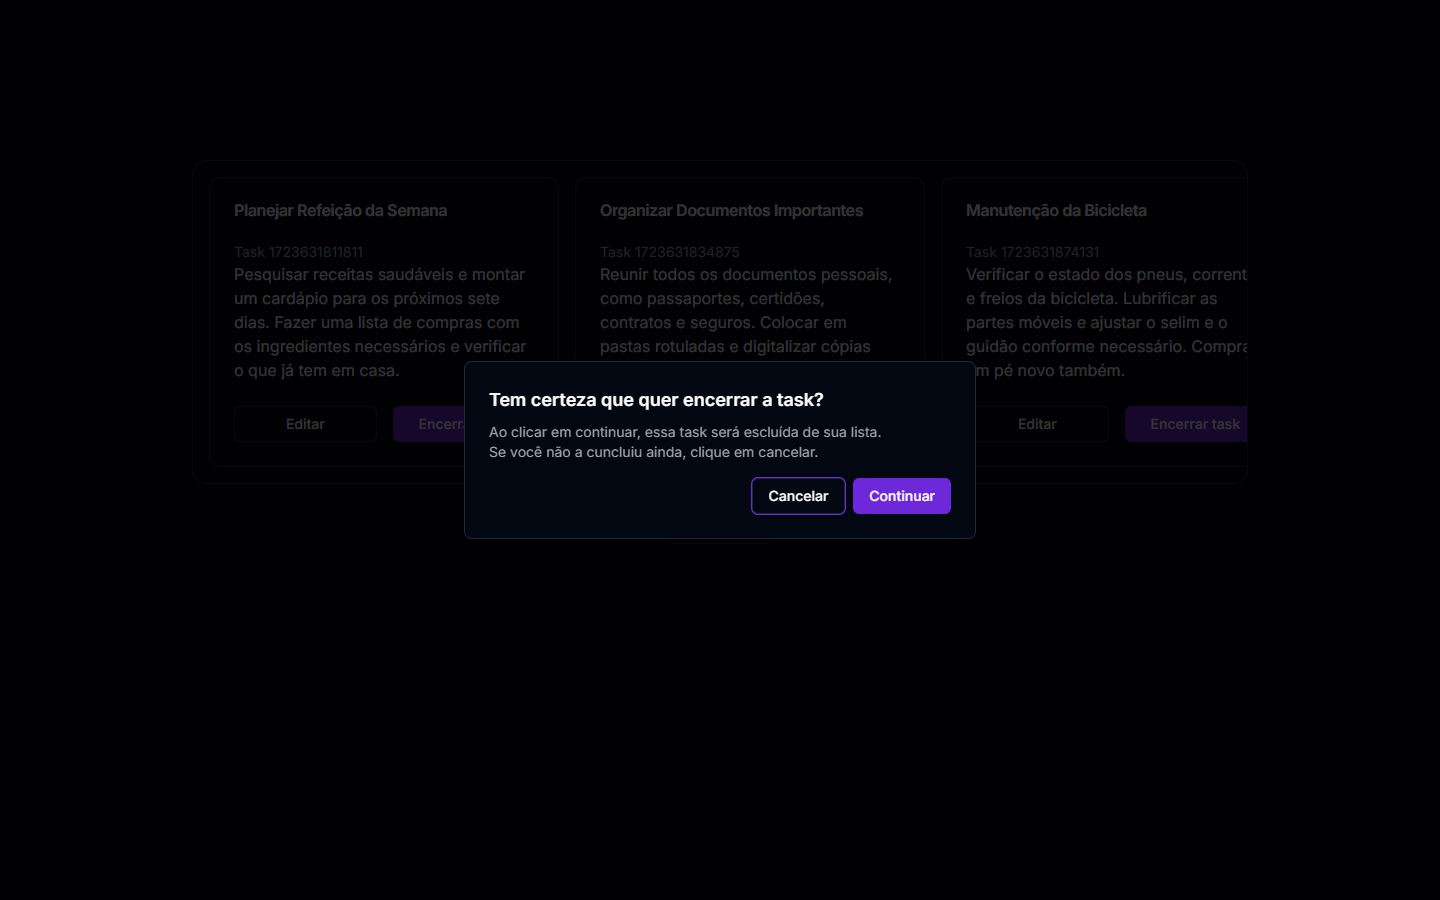 Planejar Refeição da Semana
Task 1723631811811
Pesquisar receitas saudáveis e montar
um cardápio para os próximos sete
dias. Fazer uma lista de compras com
os ingredientes necessários e verificar
o que já tem em casa.
Editar
Encerra
Organizar Documentos Importantes
Task 1723631834875
Reunir todos os documentos pessoais,
como passaportes, certidões,
contratos e seguros. Colocar em
pastas rotuladas e digitalizar cópias
Manutenção da Bicicleta
Task 1723631874131
Verificar o estado dos pneus, corrent
e freios da bicicleta. Lubrificar as
partes móveis e ajustar o selim e o
guidão conforme necessário. Compra
m pé novo também.
Editar
Encerrar task
Tem certeza que quer encerrar a task?
Ao clicar em continuar, essa task será escluída de sua lista.
Se você não a cuncluiu ainda, clique em cancelar.
Cancelar
Continuar